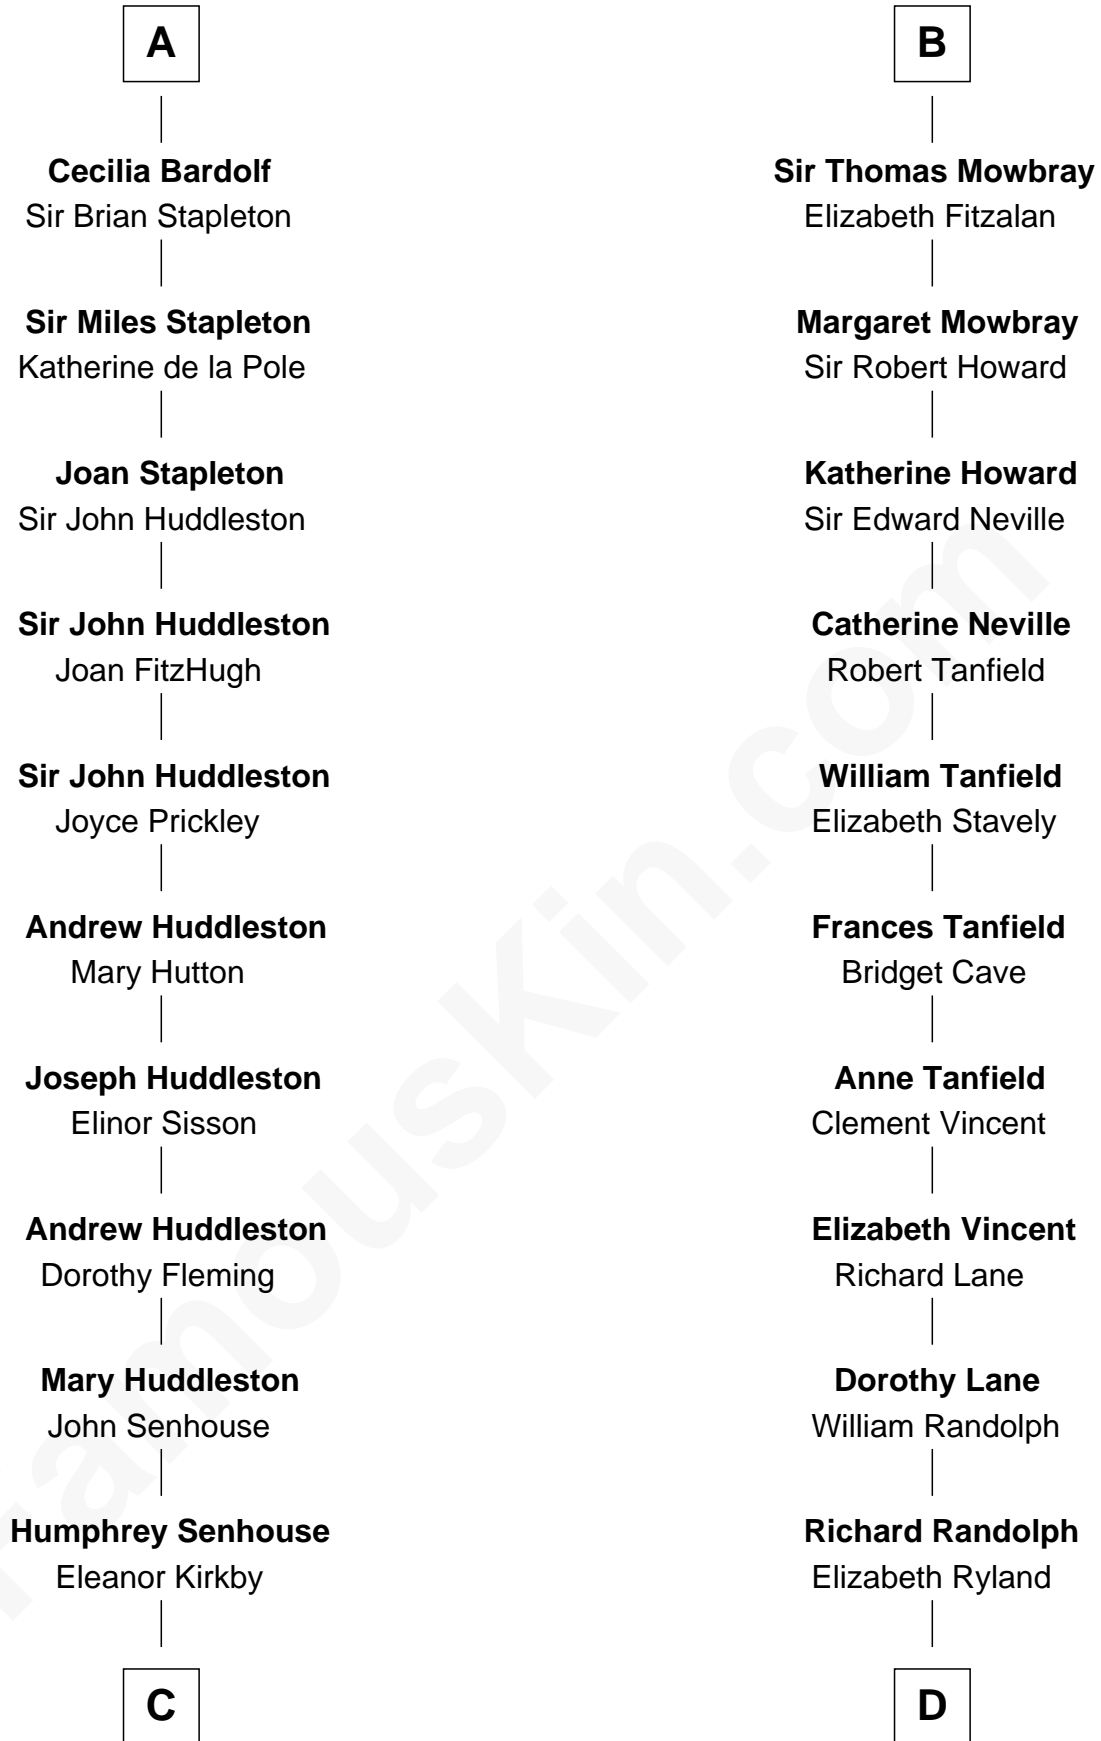 A
Cecilia Bardolf
Sir Brian Stapleton
Sir Miles Stapleton
Katherine de la Pole
Joan Stapleton
Sir John Huddleston
Sir John Huddleston
Joan FitzHugh
Sir John Huddleston
Joyce Prickley
Andrew Huddleston
Mary Hutton
Joseph Huddleston
Elinor Sisson
Andrew Huddleston
Dorothy Fleming
Mary Huddleston
John Senhouse
Humphrey Senhouse
Eleanor Kirkby
C
B
Sir Thomas Mowbray
Elizabeth Fitzalan
Margaret Mowbray
Sir Robert Howard
Katherine Howard
Sir Edward Neville
Catherine Neville
Robert Tanfield
William Tanfield
Elizabeth Stavely
Frances Tanfield
Bridget Cave
Anne Tanfield
Clement Vincent
Elizabeth Vincent
Richard Lane
Dorothy Lane
William Randolph
Richard Randolph
Elizabeth Ryland
D
FamousKin.com